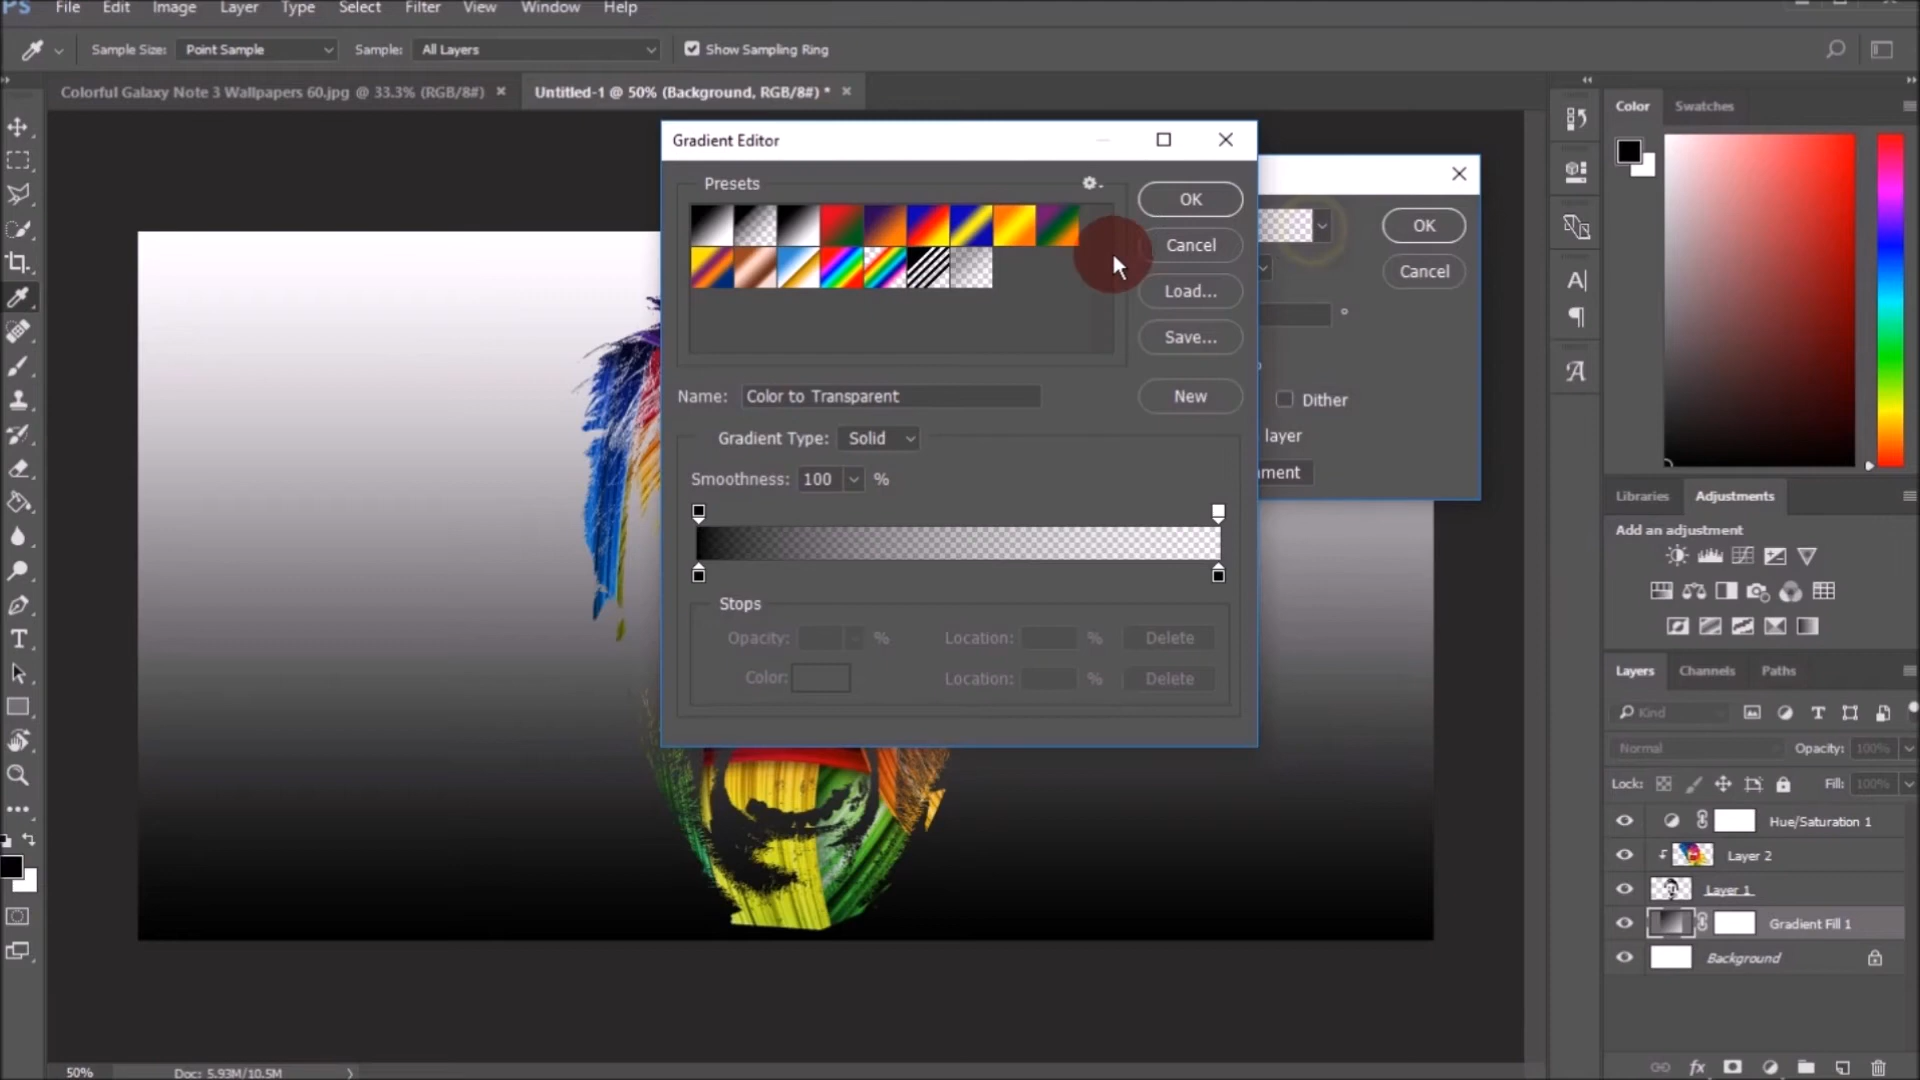 PS File Edit Image Layer Type Select Filter View Window Help
Sample Size: Point Sample Sample: All Layers Show Sampling Ring
Colorful Galaxy Note 3 Wallpapers 60.jpg @ 33.3% (RGB/8#) Untitled-1 @ 50% (Background, RGB/8#) *
Gradient Editor
Presets
OK
Cancel
Load...
Save...
Name: Color to Transparent
New
Gradient Type: Solid
Smoothness: 100 %
Stops
Opacity: % Location: % Delete
Color: Location: % Delete
OK
Cancel
°
Dither
layer
nment
Color Swatches
Libraries Adjustments
Add an adjustment
Layers Channels Paths
Kind
Normal Opacity: 100%
Lock: Fill: 100%
Hue/Saturation 1
Layer 2
Layer 1
Gradient Fill 1
Background
50% Doc: 5.93M/10.5M